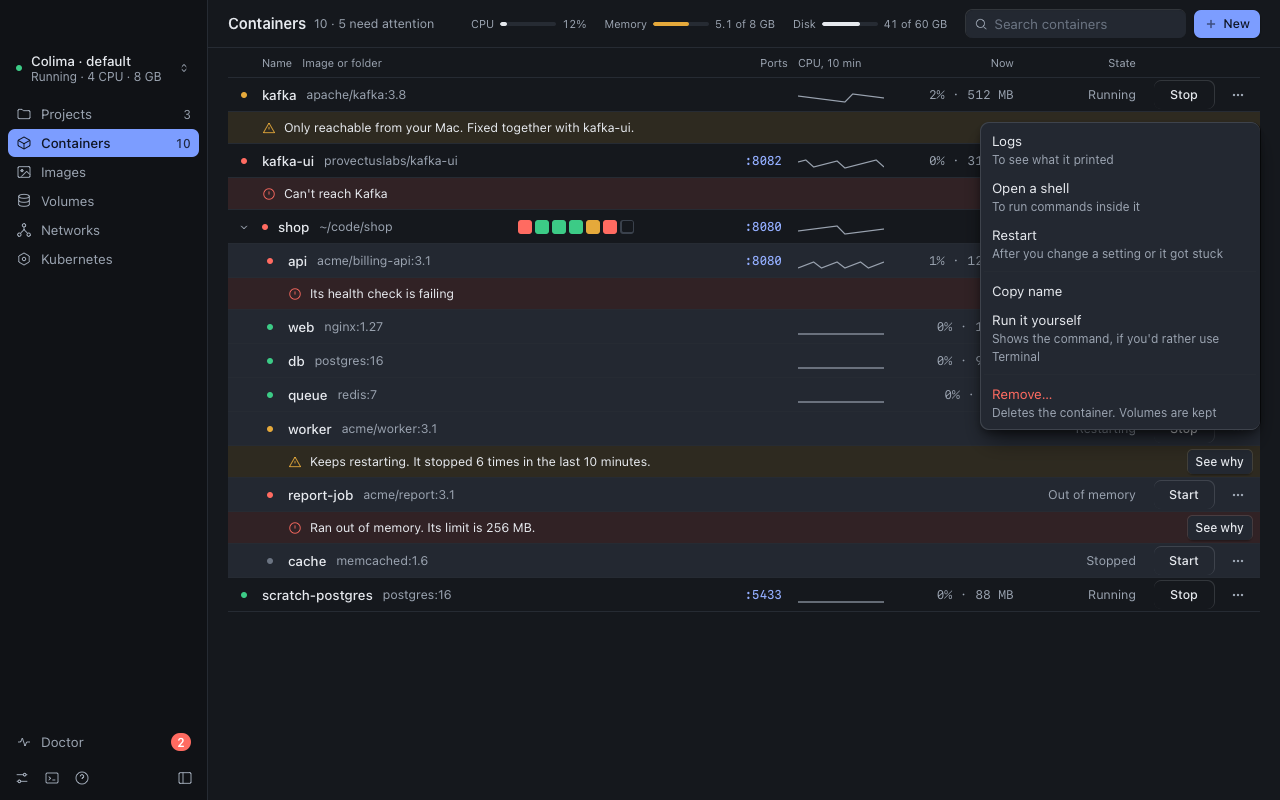 Containers 10 · 5 need attention CPU 12% Memory 5.1 of 8 GB Disk 41 of 60 GB Search containers + New
Colima · default
Running · 4 CPU · 8 GB
Projects 3
Containers 10
Images
Volumes
Networks
Kubernetes
Doctor 2
Name Image or folder Ports CPU, 10 min Now State
kafka apache/kafka:3.8 2% · 512 MB Running Stop ···
Only reachable from your Mac. Fixed together with kafka-ui.
kafka-ui provectuslabs/kafka-ui :8082 0% ·
Can't reach Kafka
shop ~/code/shop :8080
api acme/billing-api:3.1 :8080 1% ·
Its health check is failing
web nginx:1.27 0% ·
db postgres:16 0% ·
queue redis:7 0% ·
worker acme/worker:3.1 Restarting Stop
Keeps restarting. It stopped 6 times in the last 10 minutes. See why
report-job acme/report:3.1 Out of memory Start ···
Ran out of memory. Its limit is 256 MB. See why
cache memcached:1.6 Stopped Start ···
scratch-postgres postgres:16 :5433 0% · 88 MB Running Stop ···
Logs
To see what it printed
Open a shell
To run commands inside it
Restart
After you change a setting or it got stuck
Copy name
Run it yourself
Shows the command, if you'd rather use
Terminal
Remove…
Deletes the container. Volumes are kept